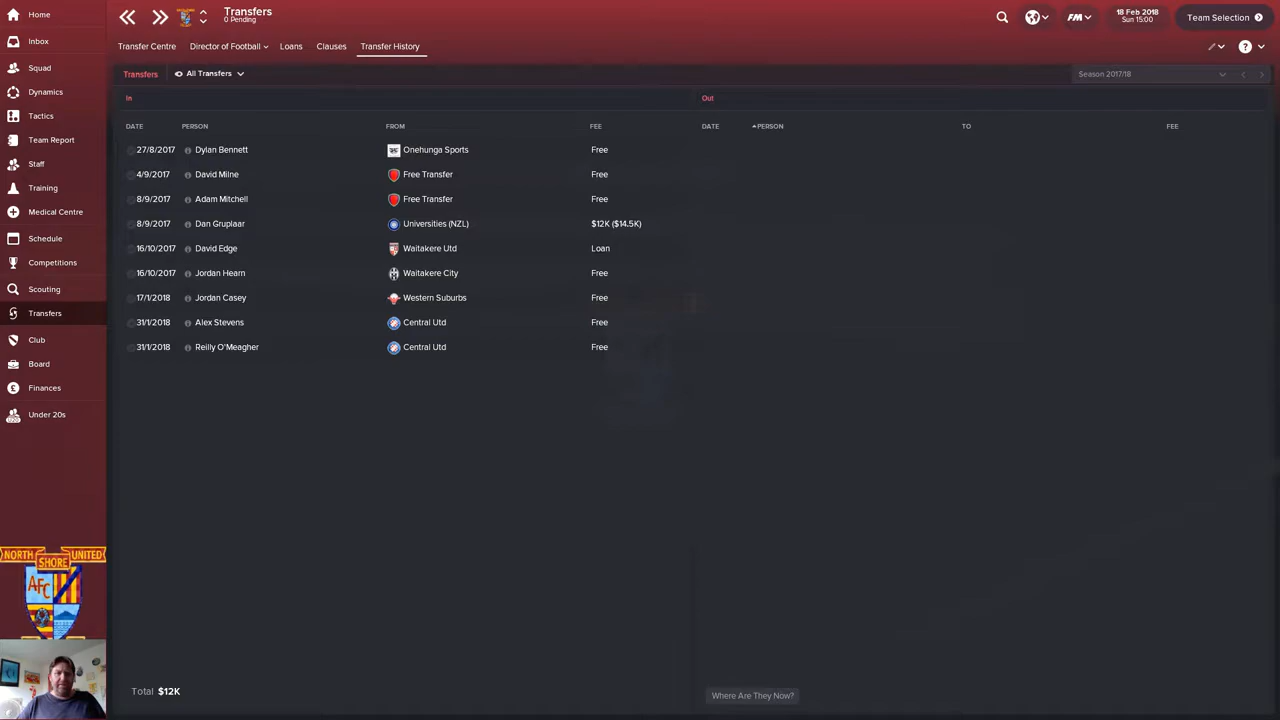 Home
Inbox
Squad
Dynamics
Tactics
Team Report
Staff
Training
Medical Centre
Schedule
Competitions
Scouting
Transfers
Club
Board
Finances
Under 20s
NORTH SHORE UNITED
AFC
Transfers
0 Pending
FM
18 Feb 2018
Sun 15:00
Team Selection
Transfer Centre Director of Football Loans Clauses Transfer History
?
Transfers All Transfers Season 2017/18
In Out
DATE PERSON FROM FEE DATE PERSON TO FEE
27/8/2017 Dylan Bennett Onehunga Sports Free
4/9/2017 David Milne Free Transfer Free
8/9/2017 Adam Mitchell Free Transfer Free
8/9/2017 Dan Gruplaar Universities (NZL) $12K ($14.5K)
16/10/2017 David Edge Waitakere Utd Loan
16/10/2017 Jordan Hearn Waitakere City Free
17/1/2018 Jordan Casey Western Suburbs Free
31/1/2018 Alex Stevens Central Utd Free
31/1/2018 Reilly O'Meagher Central Utd Free
Total $12K Where Are They Now?